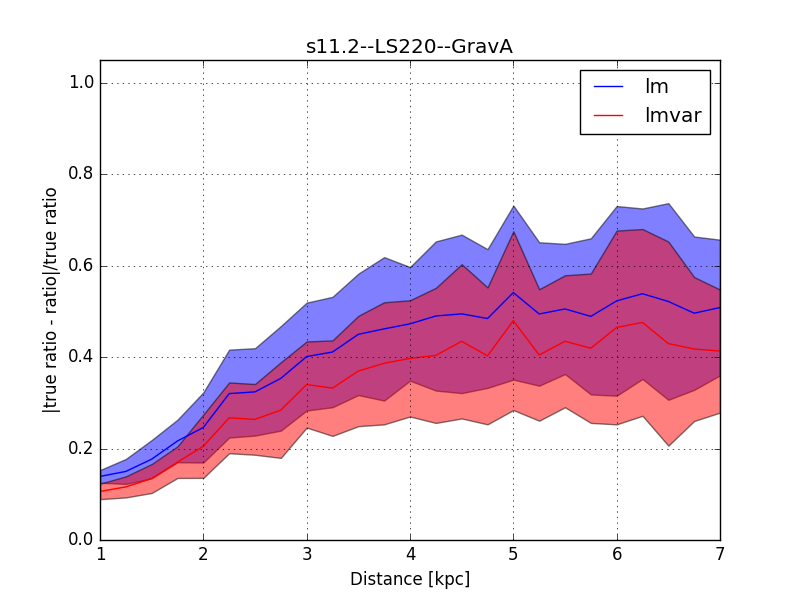 s11.2--LS220--GravA
lm
lmvar
|true ratio - ratio|/true ratio
1.0
0.8
0.6
0.4
0.2
0.0
1 2 3 4 5 6 7
Distance [kpc]